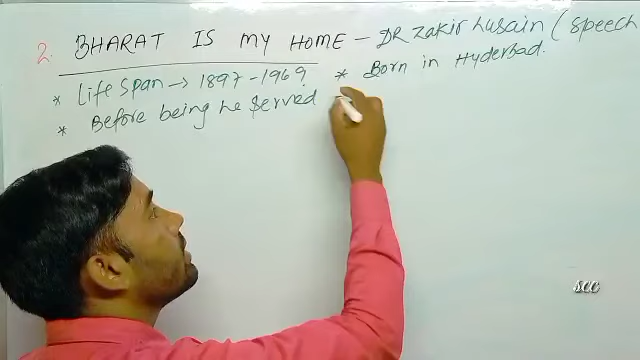 2. BHARAT IS MY HOME - DR Zakir husain ( Speech
* Life Span -> 1897 - 1969 * Born in Hyderbad.
* Before being he served
scc